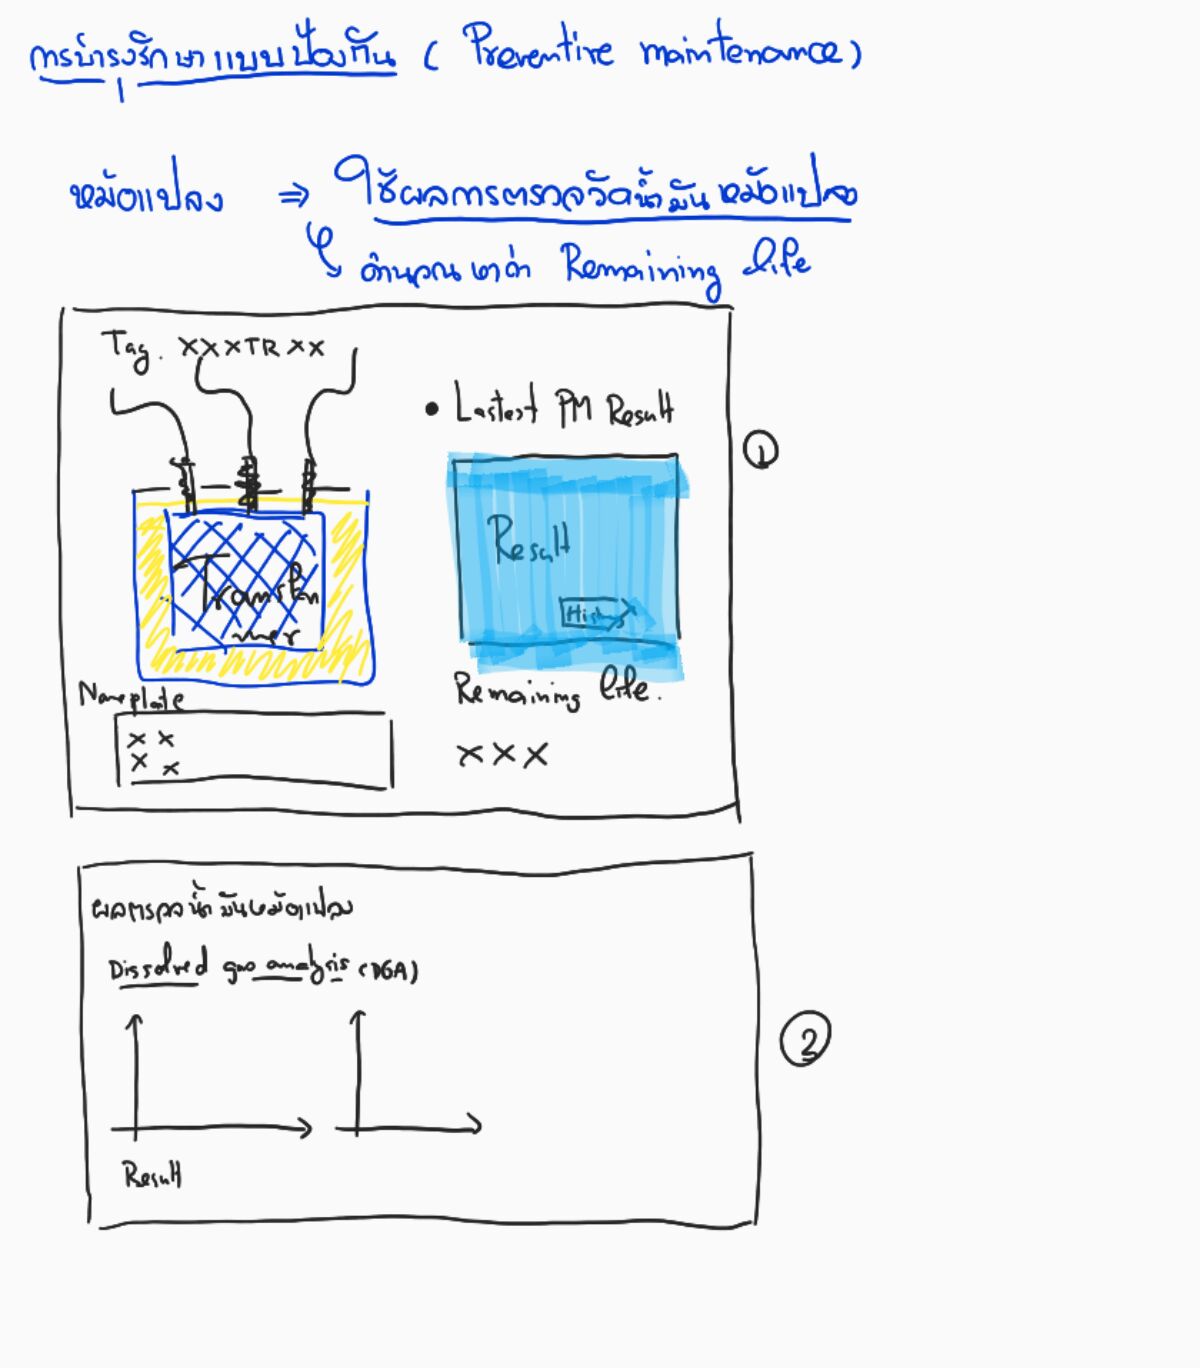 การบำรุงรักษาแบบป้องกัน ( Preventive maintenance )
หม้อแปลง ⇒ ใช้ผลการตรวจวัดน้ำมันหม้อแปลง
คำนวณหาค่า Remaining life
Tag. XXXTRXX
• Lastest PM Result
①
Result
Transfor
mer
History
Nameplate
Remaining life.
X X
X X
XXX
ผลตรวจน้ำมันหม้อแปลง
Dissolved gas analysis (DGA)
②
Result